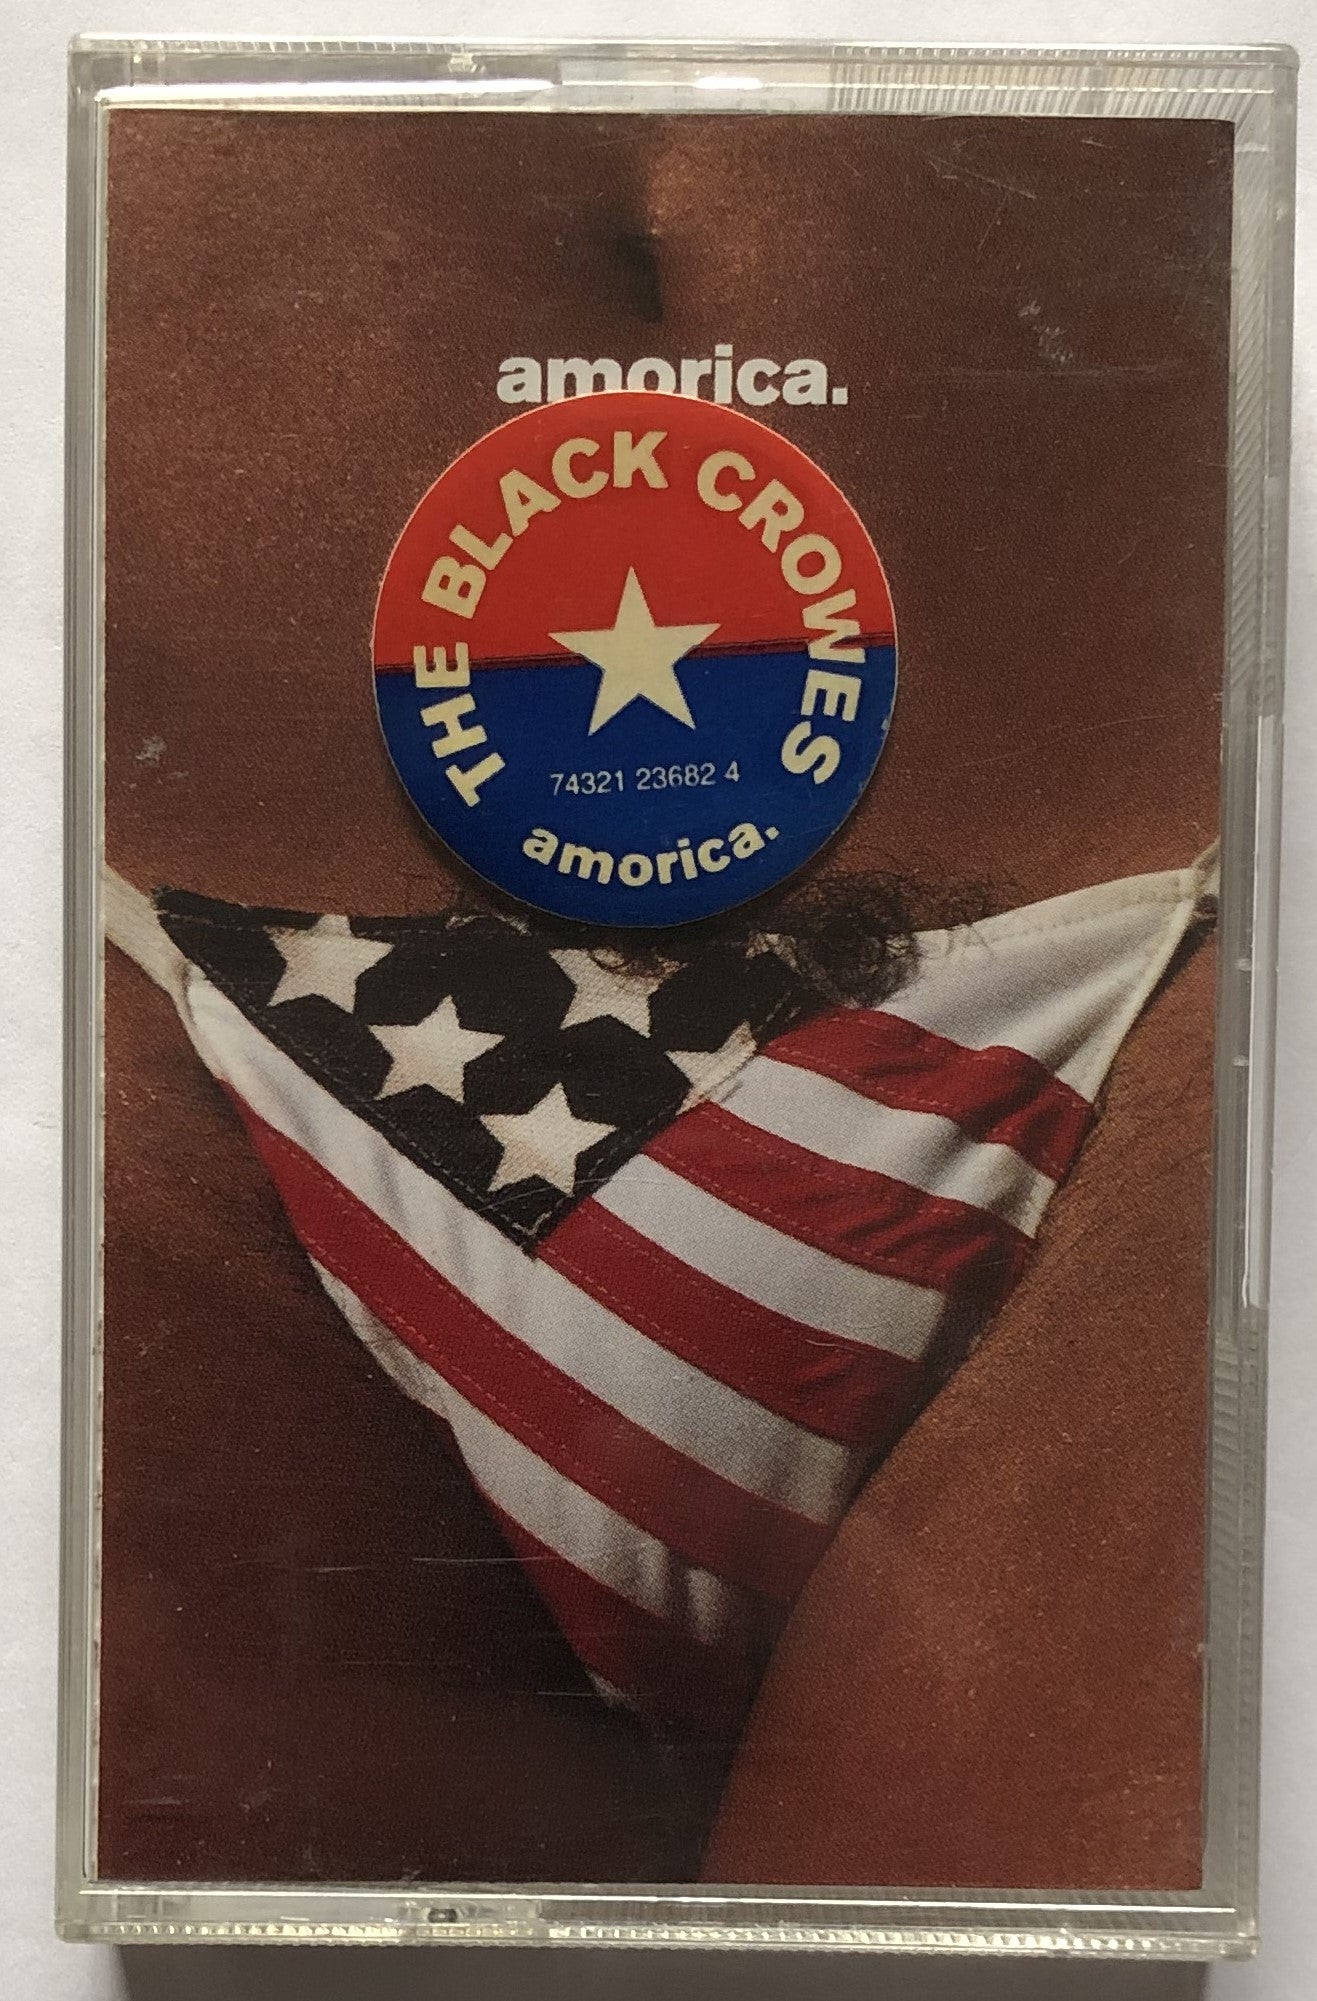 amorica.
THE BLACK CROWES
74321 23682 4
amorica.